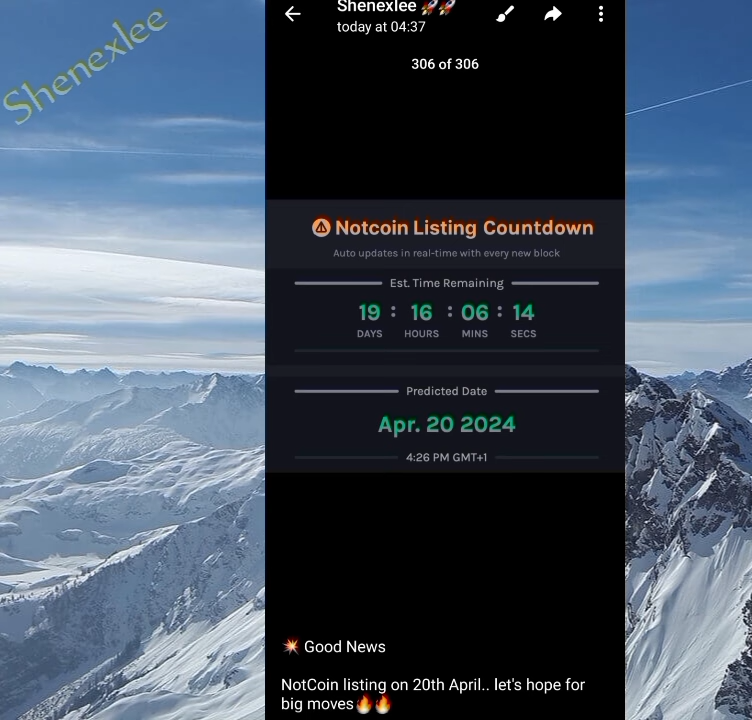 Shenexlee
Shenexlee 🚀🚀
today at 04:37
306 of 306
Notcoin Listing Countdown
Auto updates in real-time with every new block
Est. Time Remaining
19 : 16 : 06 : 14
DAYS HOURS MINS SECS
Predicted Date
Apr. 20 2024
4:26 PM GMT+1
💥 Good News
NotCoin listing on 20th April.. let's hope for
big moves🔥🔥